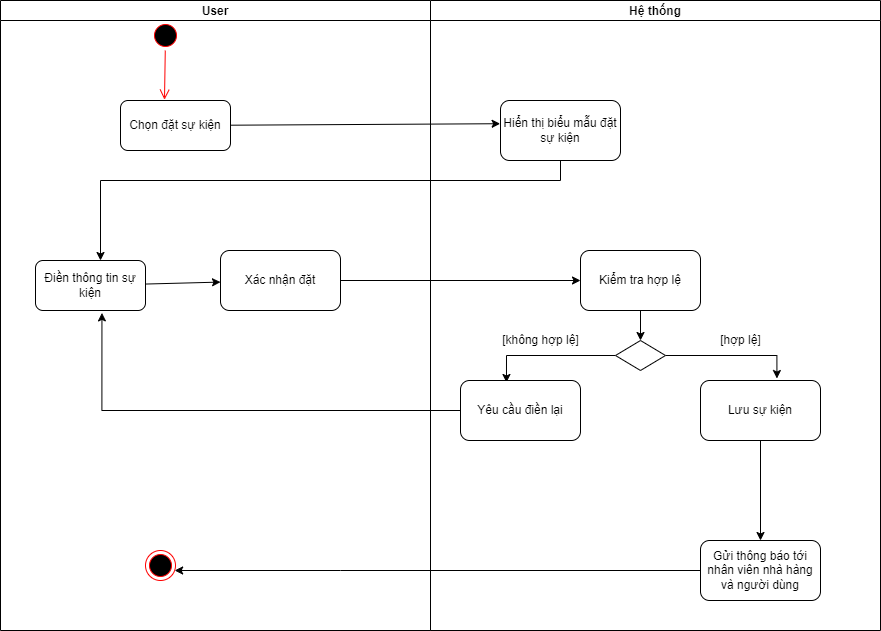 User
Hệ thống
Chọn đặt sự kiện
Hiển thị biểu mẫu đặt
sự kiện
Điền thông tin sự
kiện
Xác nhận đặt
Kiểm tra hợp lệ
[không hợp lệ]
[hợp lệ]
Yêu cầu điền lại
Lưu sự kiện
Gửi thông báo tới
nhân viên nhà hàng
và người dùng